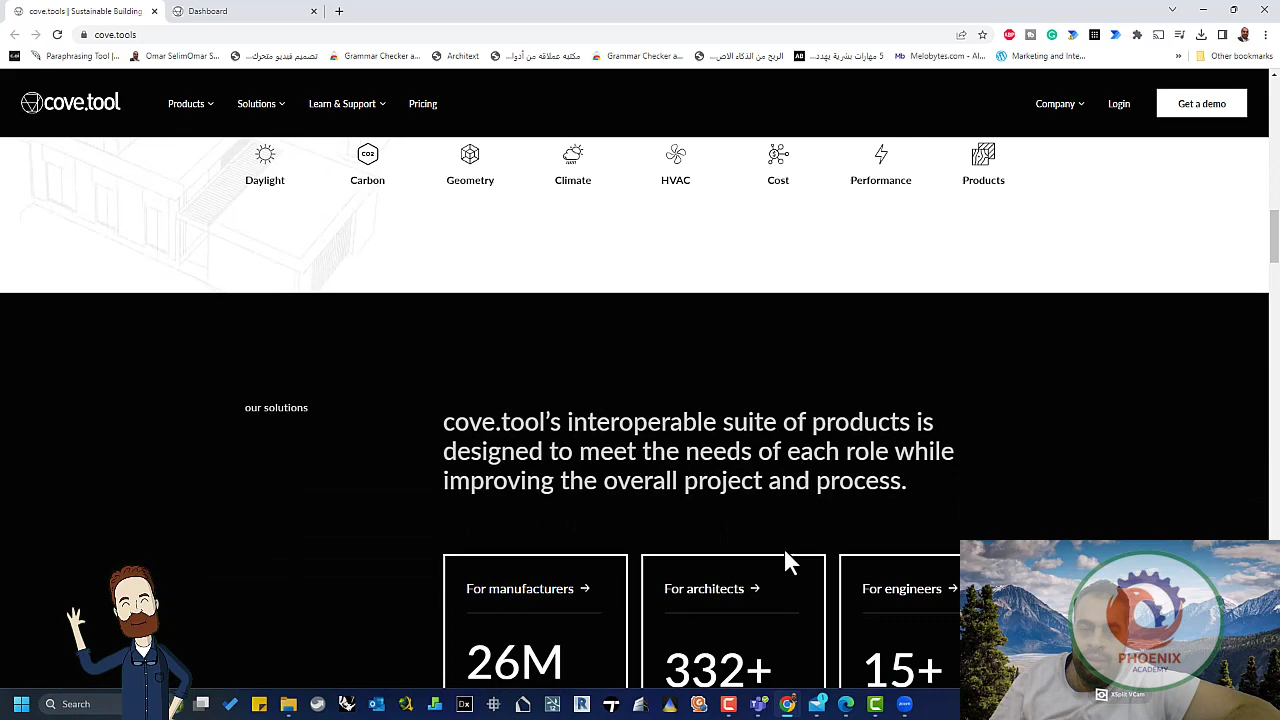 cove.tools | Sustainable Building
Dashboard
cove.tools
Paraphrasing Tool |...
Omar SelimOmar S...
تصميم فيديو متحرك...
Grammar Checker a...
Architext
مكتبة عملاقة من أدوا...
Grammar Checker a...
الربح من الذكاء الاص...
5 مهارات بشرية يهدد...
Melobytes.com - AI...
Marketing and Inte...
Other bookmarks
cove.tool
Products
Solutions
Learn & Support
Pricing
Company
Login
Get a demo
Daylight
Carbon
Geometry
Climate
HVAC
Cost
Performance
Products
our solutions
cove.tool’s interoperable suite of products is
designed to meet the needs of each role while
improving the overall project and process.
For manufacturers →
For architects →
For engineers →
26M
332+
15+
PHOENIX
ACADEMY
XSplit VCam
Search